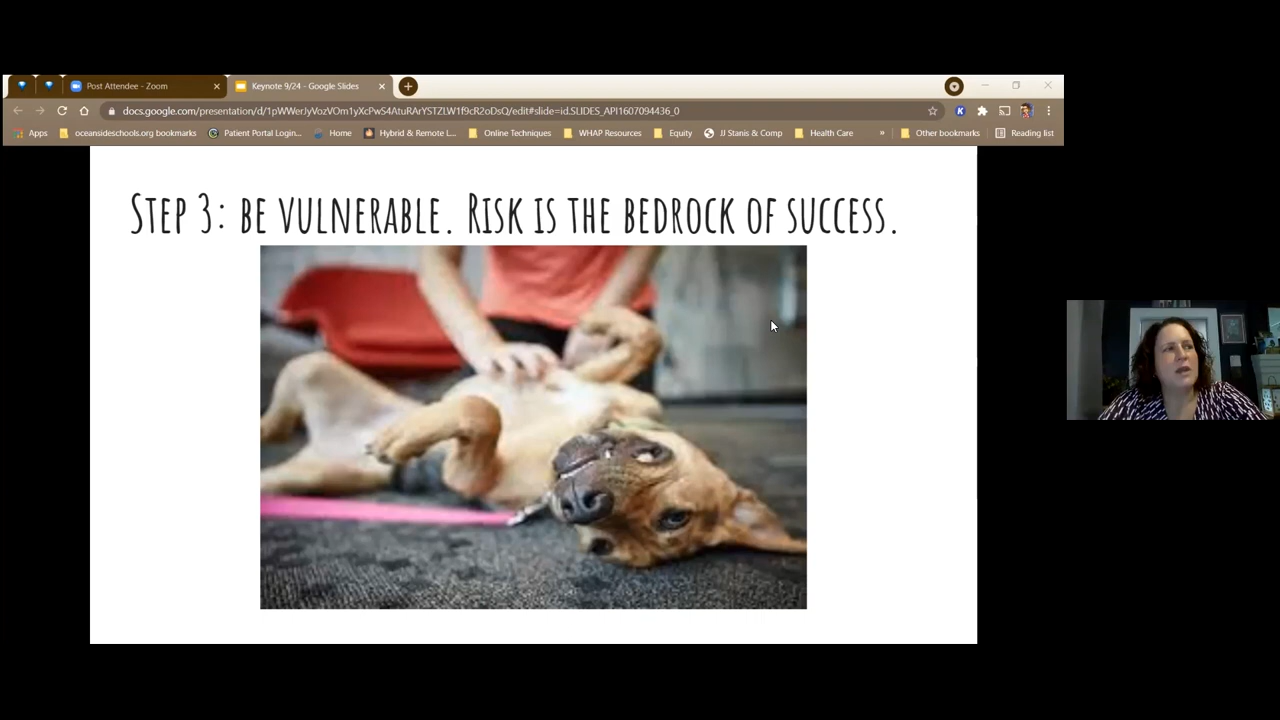 Post Attendee - Zoom
Keynote 9/24 - Google Slides
docs.google.com/presentation/d/1pWWerJyVozVOm1yXcPwS4AtuRArYSTZLW1f9cR2oDsQ/edit#slide=id.SLIDES_API1607094436_0
Apps oceansideschools.org bookmarks Patient Portal Login... Home Hybrid & Remote L... Online Techniques WHAP Resources Equity JJ Stanis & Comp Health Care » Other bookmarks Reading list
Step 3: be vulnerable. Risk is the bedrock of success.